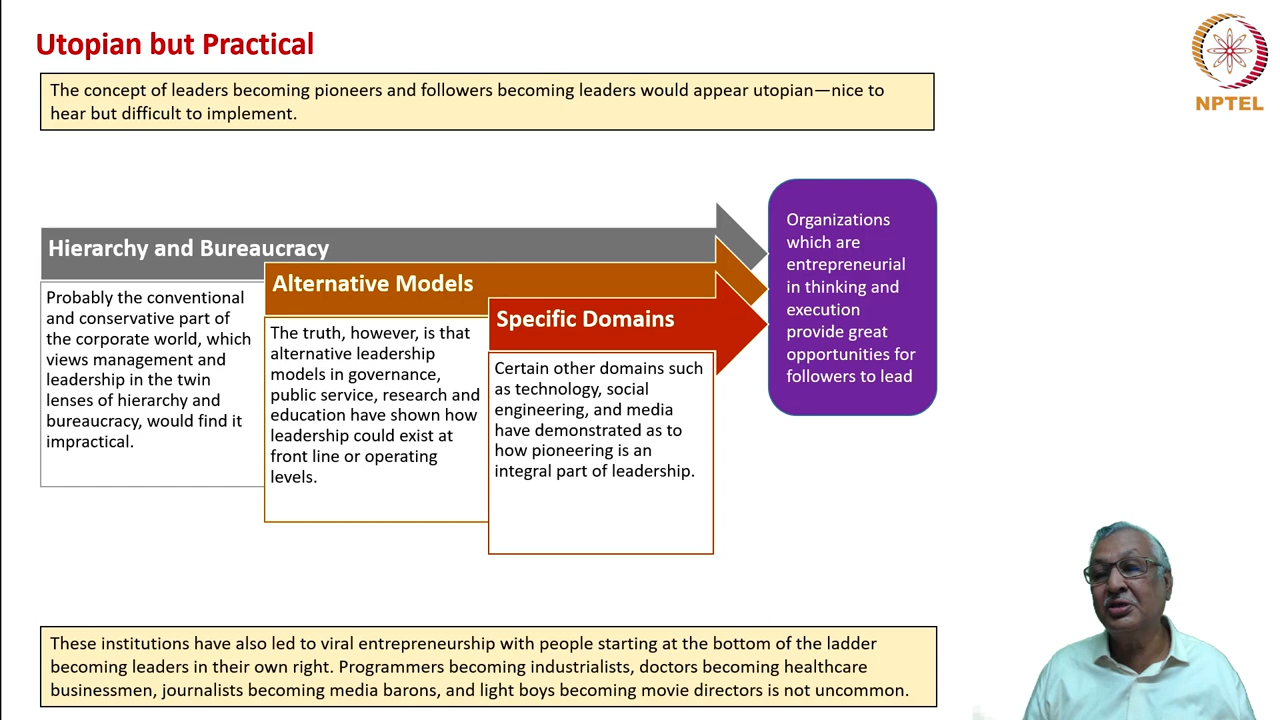 Utopian but Practical
NPTEL
The concept of leaders becoming pioneers and followers becoming leaders would appear utopian—nice to
hear but difficult to implement.
Hierarchy and Bureaucracy
Probably the conventional
and conservative part of
the corporate world, which
views management and
leadership in the twin
lenses of hierarchy and
bureaucracy, would find it
impractical.
Alternative Models
The truth, however, is that
alternative leadership
models in governance,
public service, research and
education have shown how
leadership could exist at
front line or operating
levels.
Specific Domains
Certain other domains such
as technology, social
engineering, and media
have demonstrated as to
how pioneering is an
integral part of leadership.
Organizations
which are
entrepreneurial
in thinking and
execution
provide great
opportunities for
followers to lead
These institutions have also led to viral entrepreneurship with people starting at the bottom of the ladder
becoming leaders in their own right. Programmers becoming industrialists, doctors becoming healthcare
businessmen, journalists becoming media barons, and light boys becoming movie directors is not uncommon.